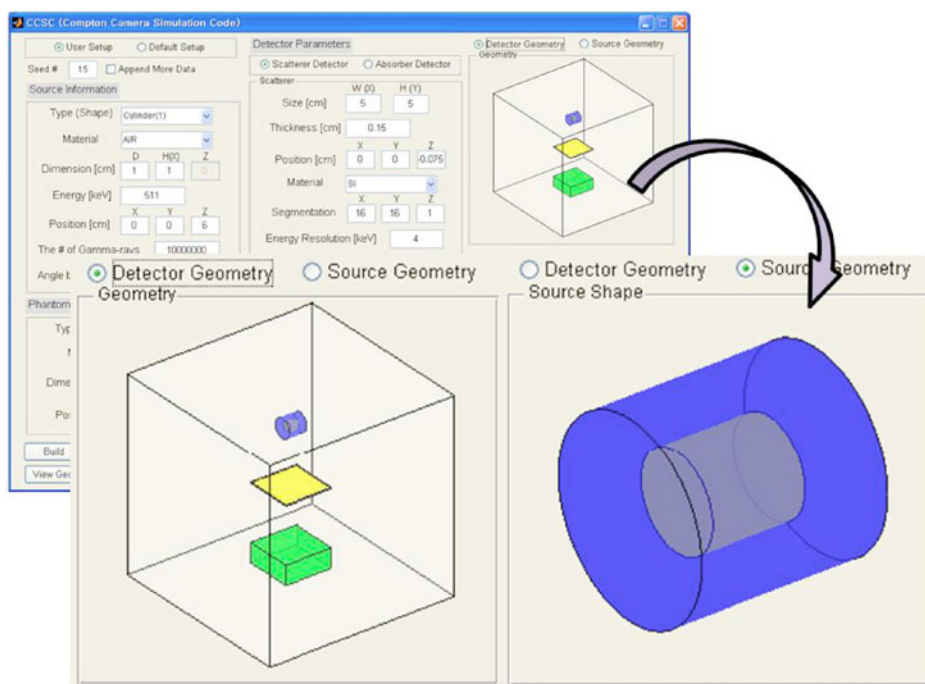 CCSC (Compton Camera Simulation Code)
User Setup Default Setup
Seed # 15 Append More Data
Source Information
Type (Shape) Cylinder(1)
Material AIR
D H(X) Z
Dimension [cm] 1 1 0
Energy [keV] 511
X Y Z
Position [cm] 0 0 6
The # of Gamma-rays 10000000
Angle b
Phantom
Typ
Dime
Pos
Build
View Geo
Detector Parameters
Scatterer Detector Absorber Detector
Scatterer
W (X) H (Y)
Size [cm] 5 5
Thickness [cm] 0.15
X Y Z
Position [cm] 0 0 -0.075
Material Si
X Y Z
Segmentation 16 16 1
Energy Resolution [keV] 4
Detector Geometry Source Geometry
Geometry
Detector Geometry Source Geometry
Geometry
Detector Geometry Source Geometry
Source Shape